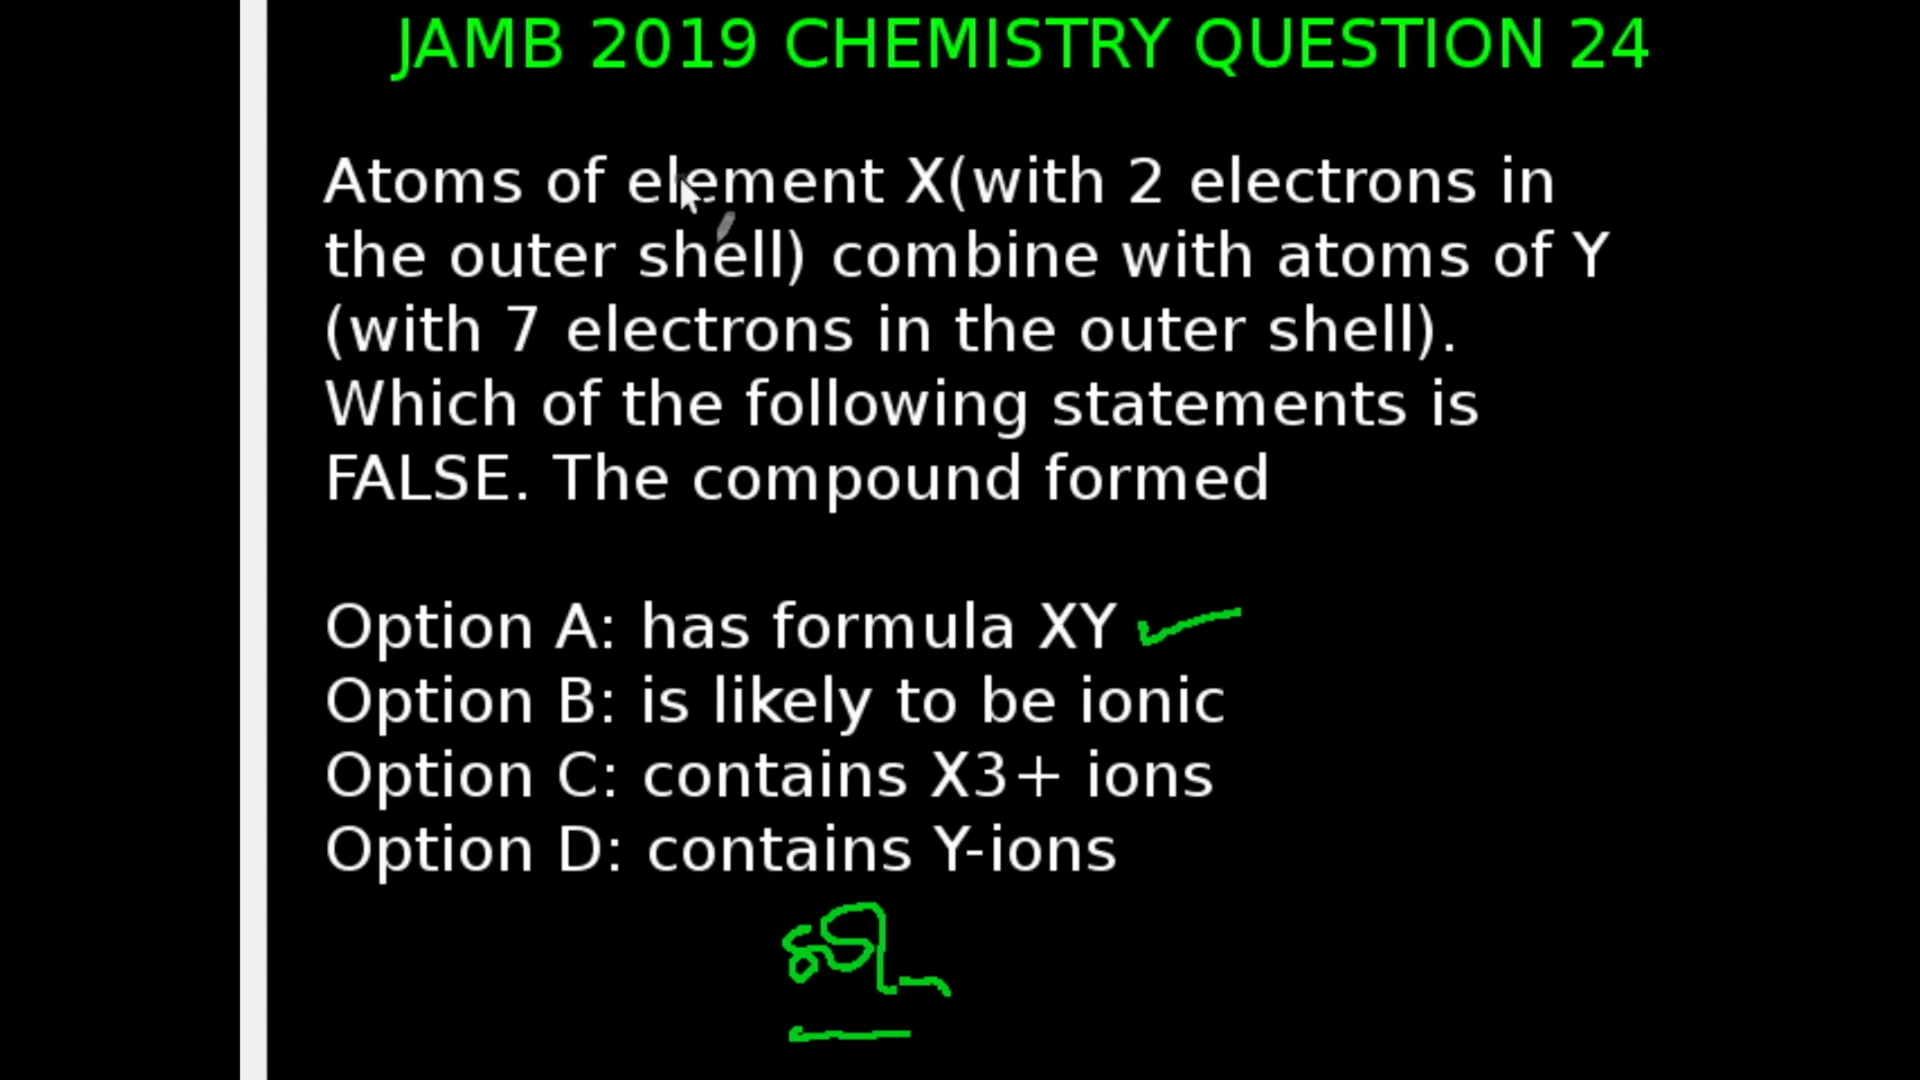 JAMB 2019 CHEMISTRY QUESTION 24
Atoms of element X(with 2 electrons in
the outer shell) combine with atoms of Y
(with 7 electrons in the outer shell).
Which of the following statements is
FALSE. The compound formed
Option A: has formula XY
Option B: is likely to be ionic
Option C: contains X3+ ions
Option D: contains Y-ions